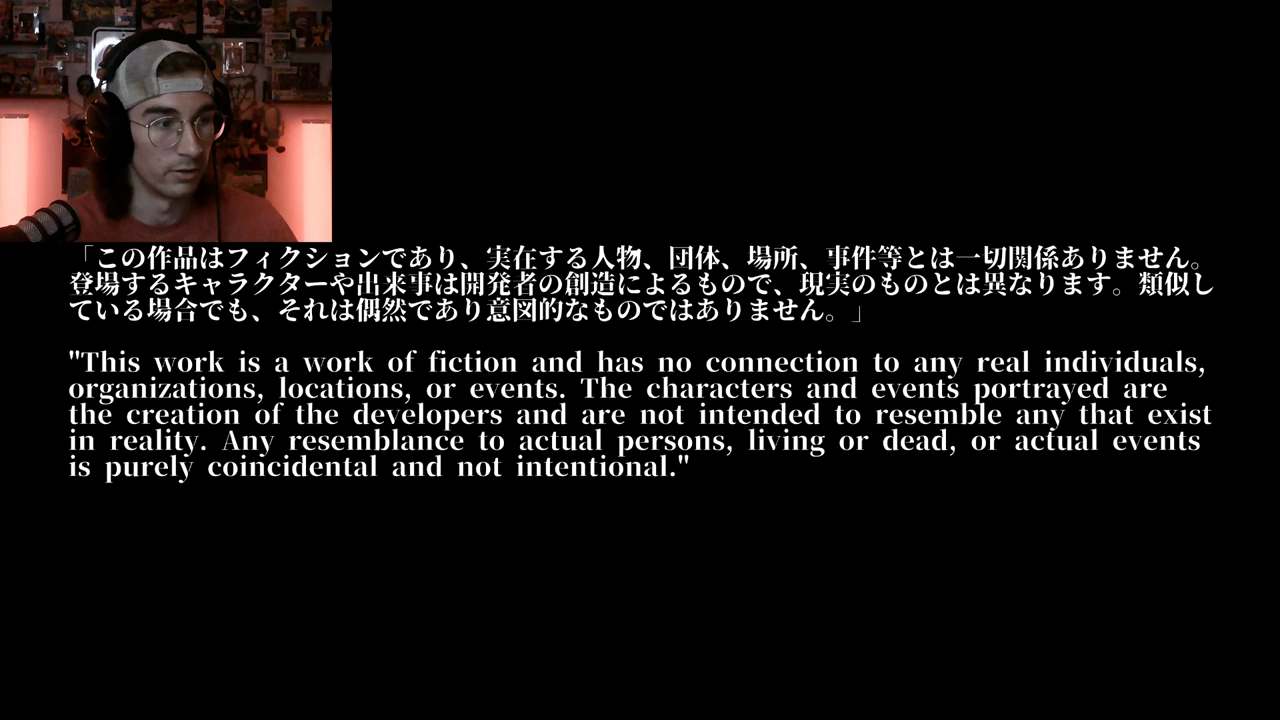 「この作品はフィクションであり、実在する人物、団体、場所、事件等とは一切関係ありません。
登場するキャラクターや出来事は開発者の創造によるもので、現実のものとは異なります。類似し
ている場合でも、それは偶然であり意図的なものではありません。」
"This work is a work of fiction and has no connection to any real individuals,
organizations, locations, or events. The characters and events portrayed are
the creation of the developers and are not intended to resemble any that exist
in reality. Any resemblance to actual persons, living or dead, or actual events
is purely coincidental and not intentional."